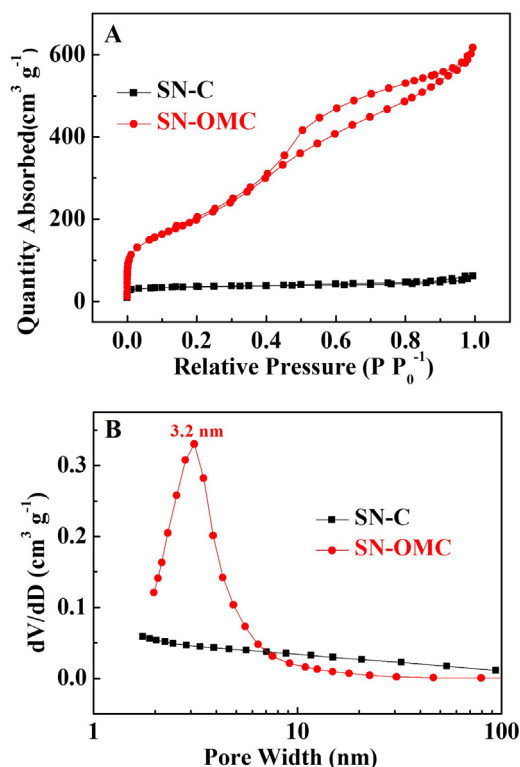 A
SN-C
SN-OMC
Quantity Absorbed(cm³ g⁻¹)
600
400
200
0
0.0 0.2 0.4 0.6 0.8 1.0
Relative Pressure (P P₀⁻¹)
B
3.2 nm
SN-C
SN-OMC
dV/dD (cm³ g⁻¹)
0.3
0.2
0.1
0.0
1 10 100
Pore Width (nm)